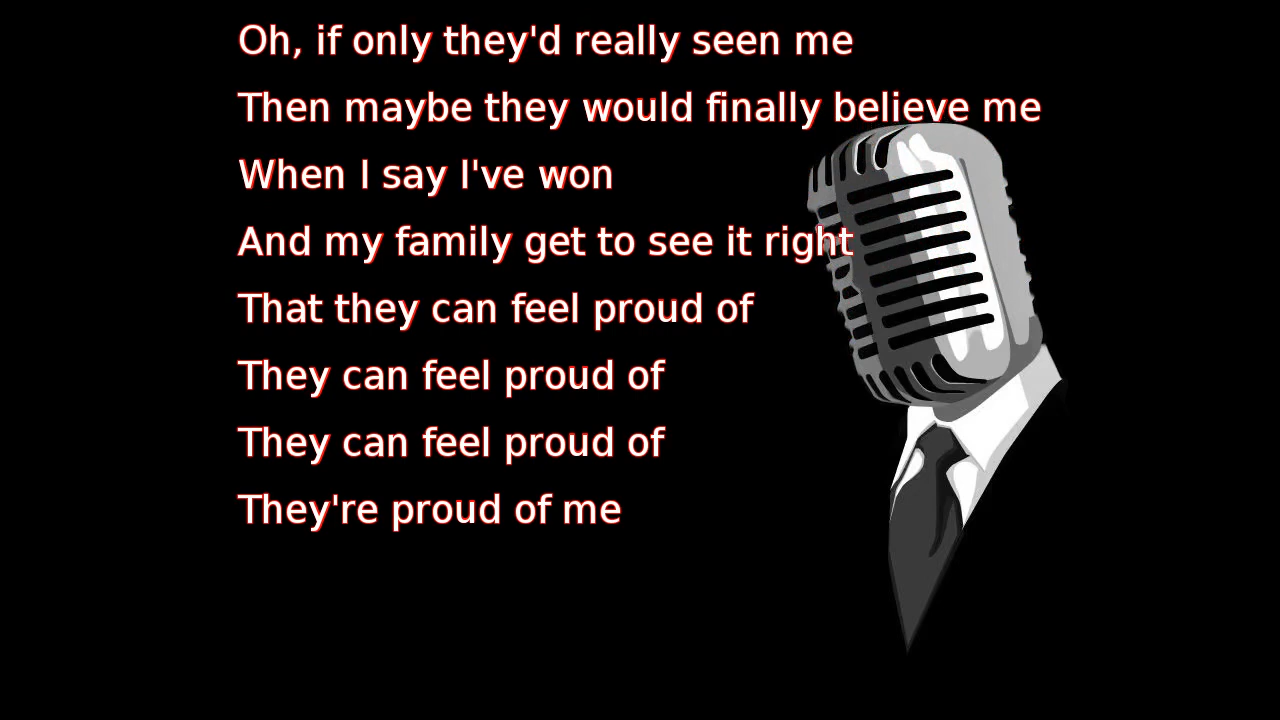 Oh, if only they'd really seen me
Then maybe they would finally believe me
When I say I've won
And my family get to see it right
That they can feel proud of
They can feel proud of
They can feel proud of
They're proud of me